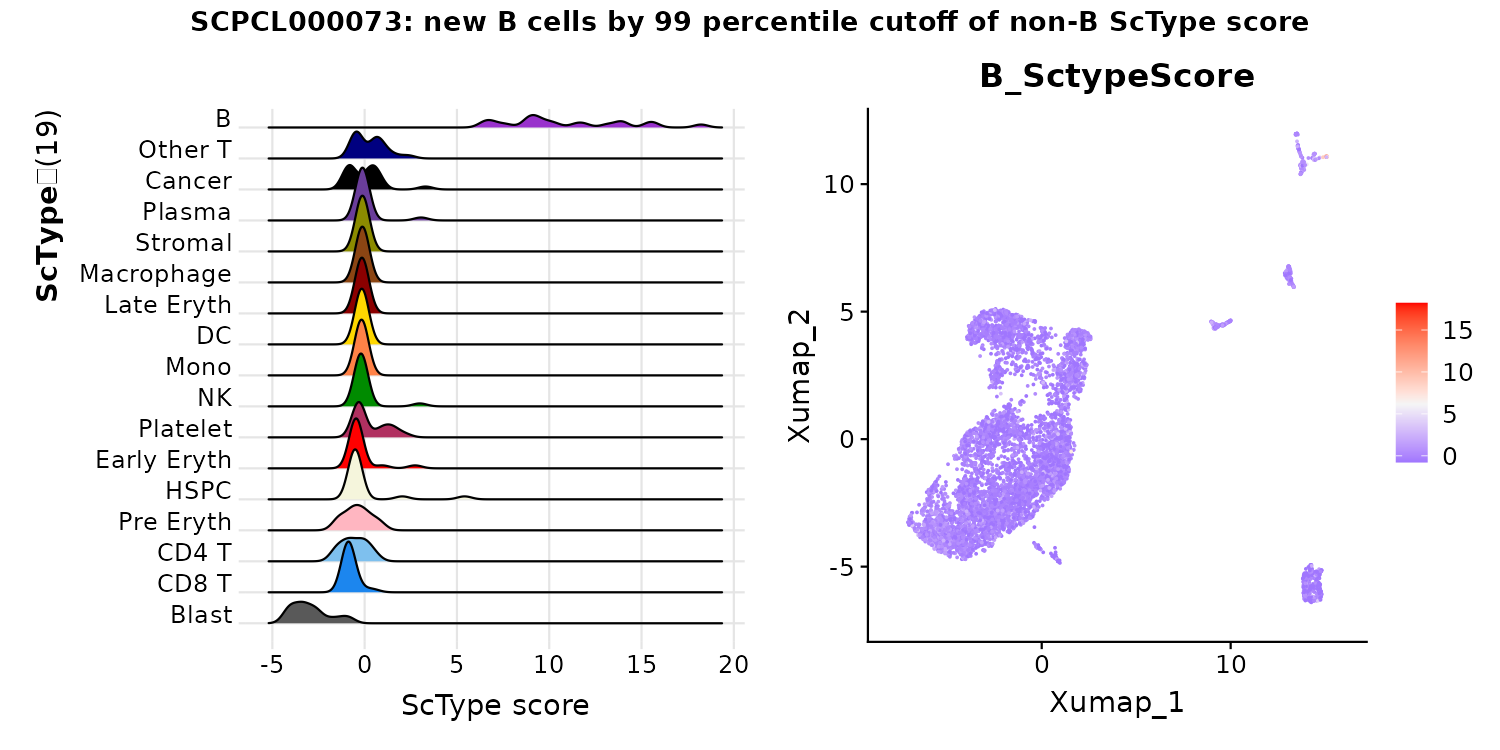 SCPCL000073: new B cells by 99 percentile cutoff of non-B ScType score
ScType□(19)
B
Other T
Cancer
Plasma
Stromal
Macrophage
Late Eryth
DC
Mono
NK
Platelet
Early Eryth
HSPC
Pre Eryth
CD4 T
CD8 T
Blast
-5 0 5 10 15 20
ScType score
B_SctypeScore
Xumap_2
10
5
0
-5
0 10
Xumap_1
15
10
5
0